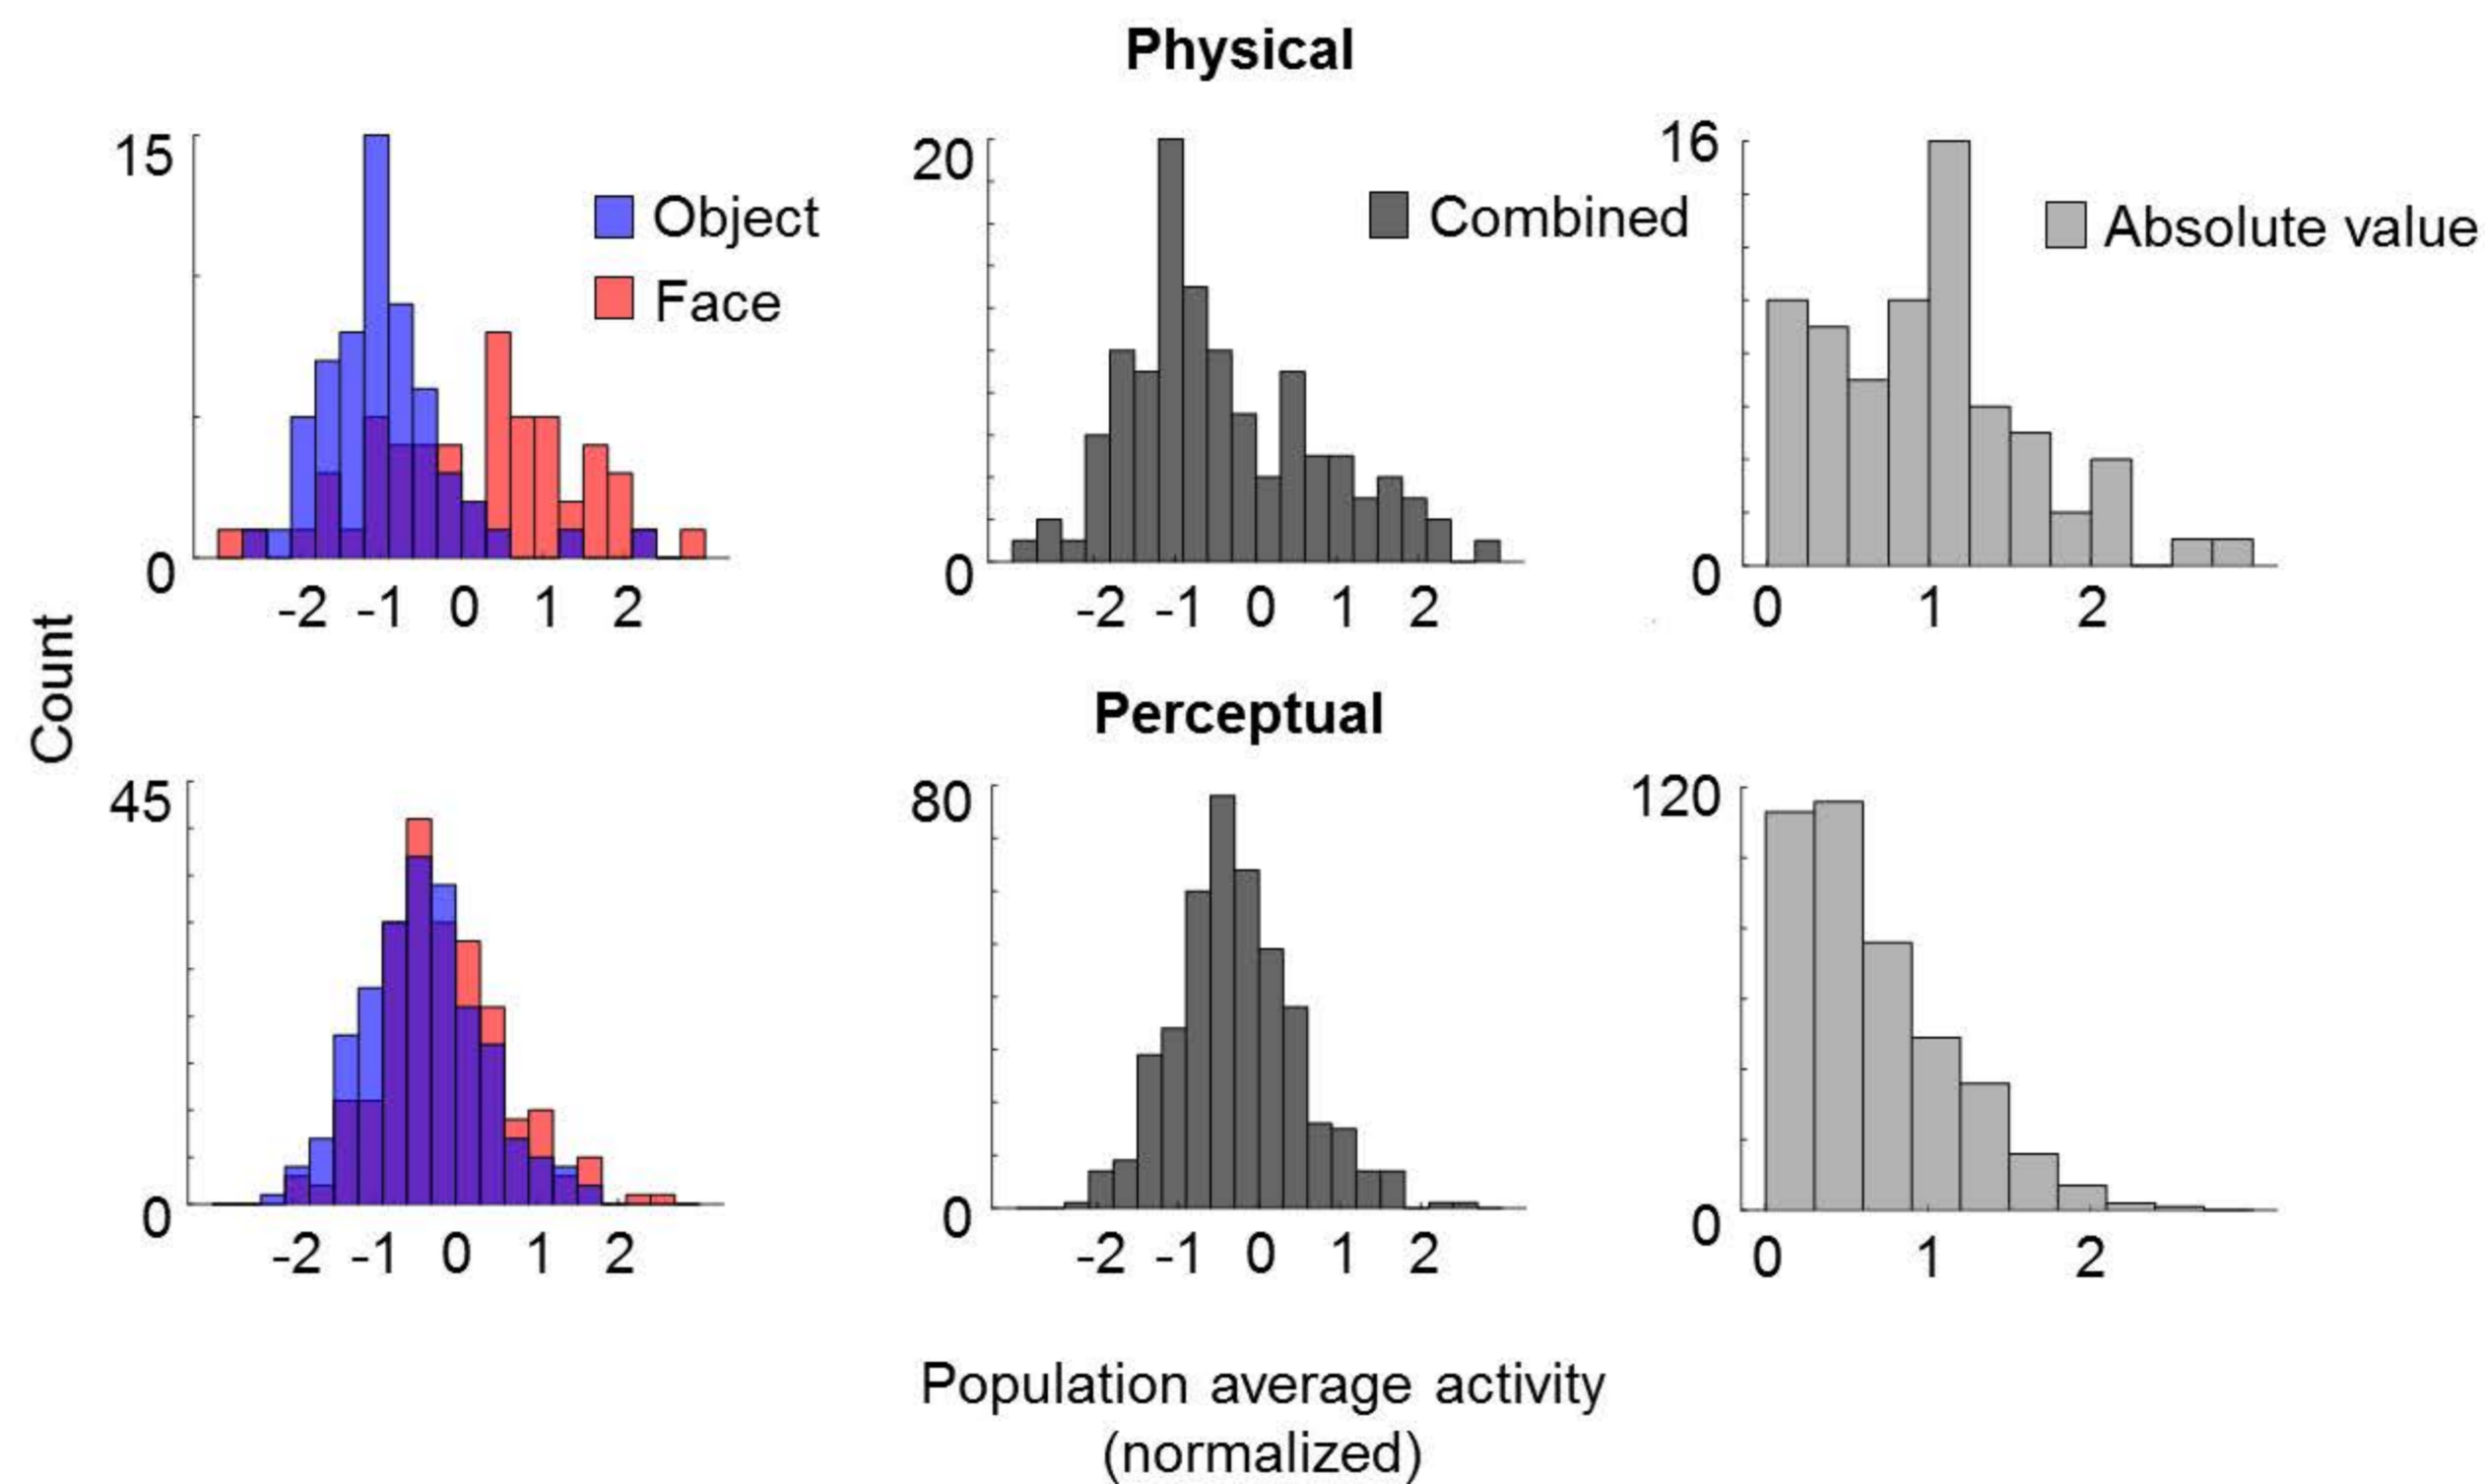 Physical
15
Object
Face
0
-2 -1 0 1 2
20
Combined
0
-2 -1 0 1 2
16
Absolute value
0
0 1 2
Count
Perceptual
45
0
-2 -1 0 1 2
80
0
-2 -1 0 1 2
120
0
0 1 2
Population average activity
(normalized)